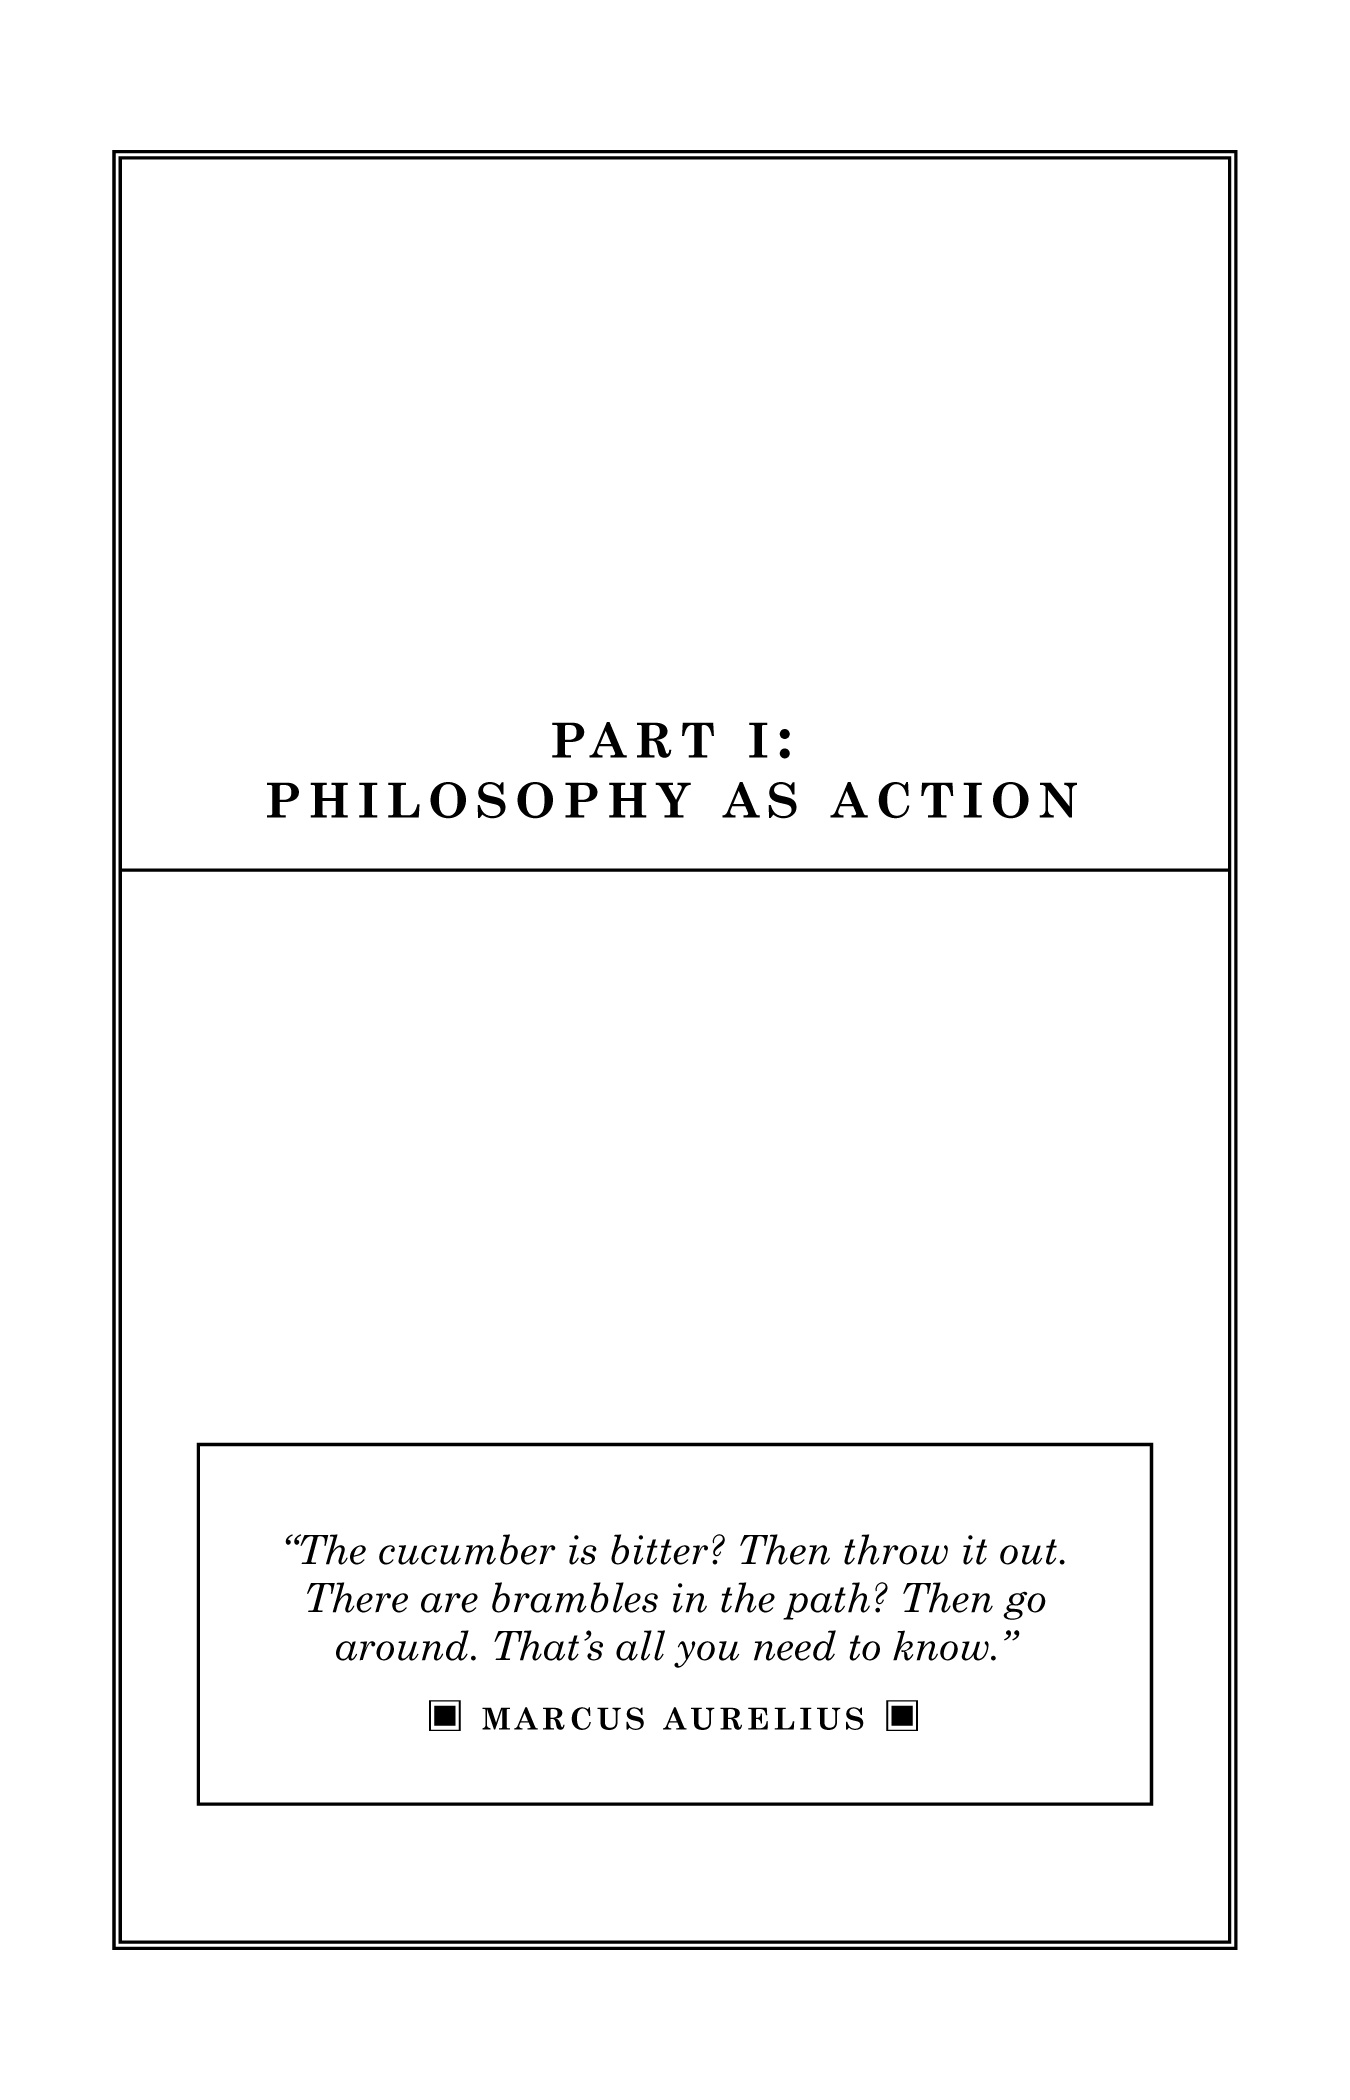 PART I:
PHILOSOPHY AS ACTION
“The cucumber is bitter? Then throw it out.
There are brambles in the path? Then go
around. That’s all you need to know.”
MARCUS AURELIUS